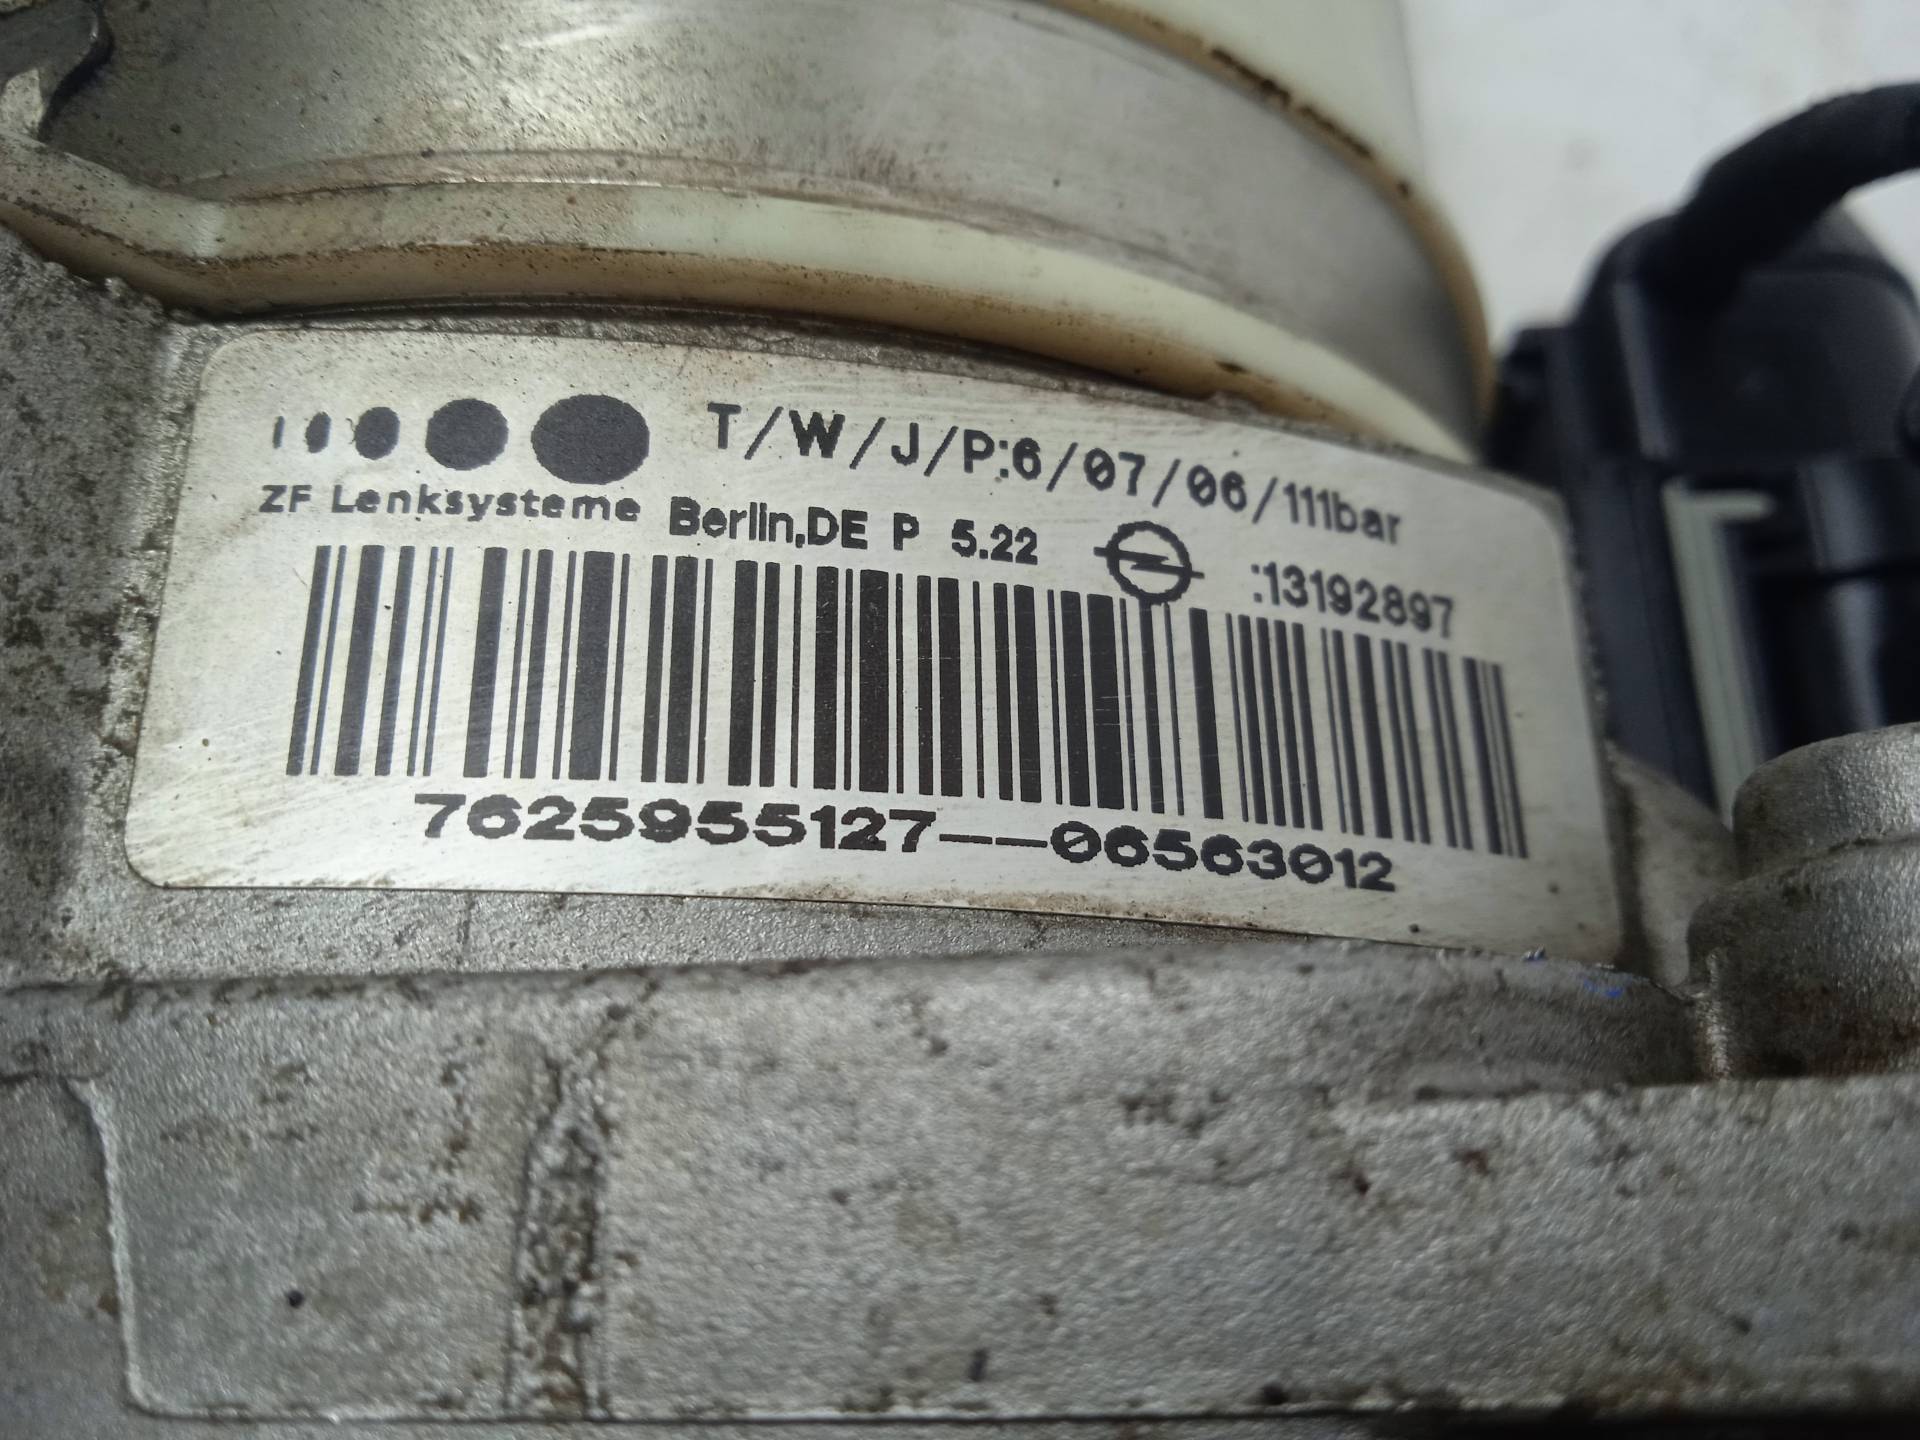 T/W/J/P:6/07/06/111bar
ZF Lenksysteme Berlin,DE P 5.22 :13192897
7625955127--06563012